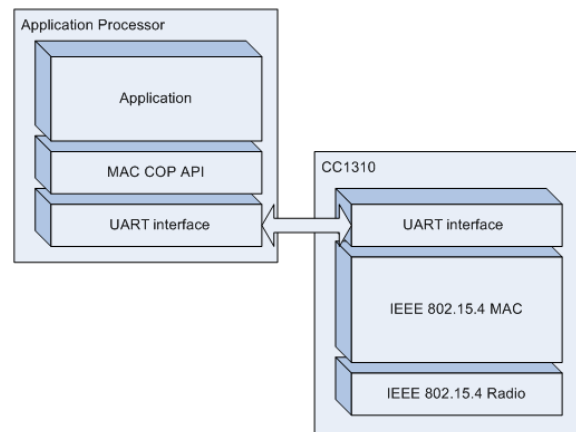 Application Processor
Application
MAC COP API
UART interface
CC1310
UART interface
IEEE 802.15.4 MAC
IEEE 802.15.4 Radio